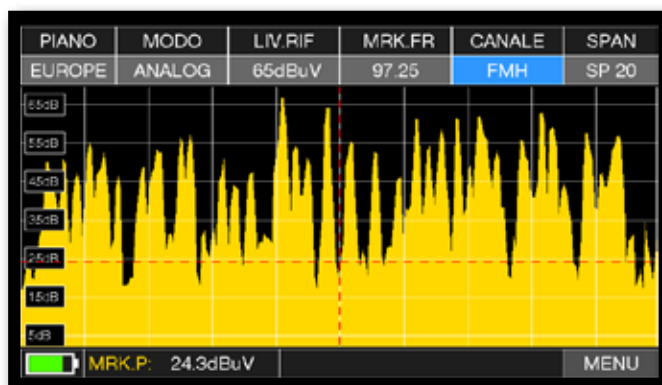 PIANO MODO LIV.RIF MRK.FR CANALE SPAN
EUROPE ANALOG 65dBuV 97.25 FMH SP 20
65dB
55dB
45dB
35dB
25dB
15dB
5dB
MRK.P: 24.3dBuV MENU